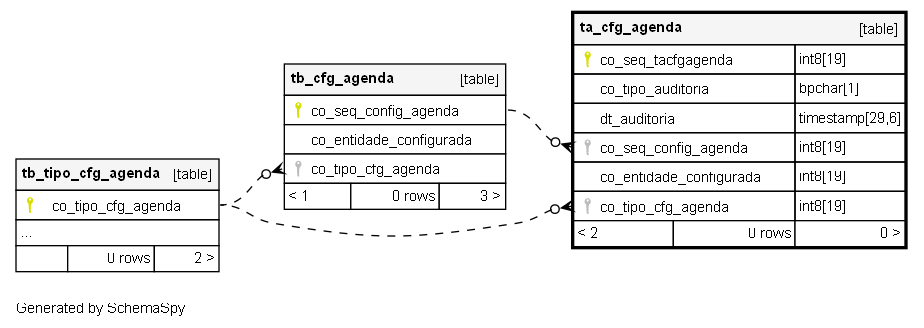 ta_cfg_agenda [table]
co_seq_tacfgagenda int8[19]
co_tipo_auditoria bpchar[1]
dt_auditoria timestamp[29,6]
co_seq_config_agenda int8[19]
co_entidade_configurada int8[19]
co_tipo_cfg_agenda int8[19]
< 2 0 rows 0 >
tb_cfg_agenda [table]
co_seq_config_agenda
co_entidade_configurada
co_tipo_cfg_agenda
< 1 0 rows 3 >
tb_tipo_cfg_agenda [table]
co_tipo_cfg_agenda
...
0 rows 2 >
Generated by SchemaSpy